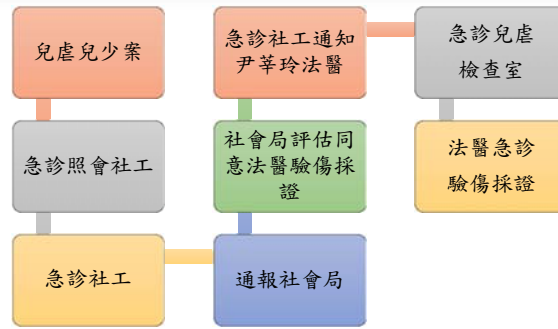 兒虐兒少案
急診照會社工
急診社工
通報社會局
社會局評估同
意法醫驗傷採
證
急診社工通知
尹莘玲法醫
急診兒虐
檢查室
法醫急診
驗傷採證